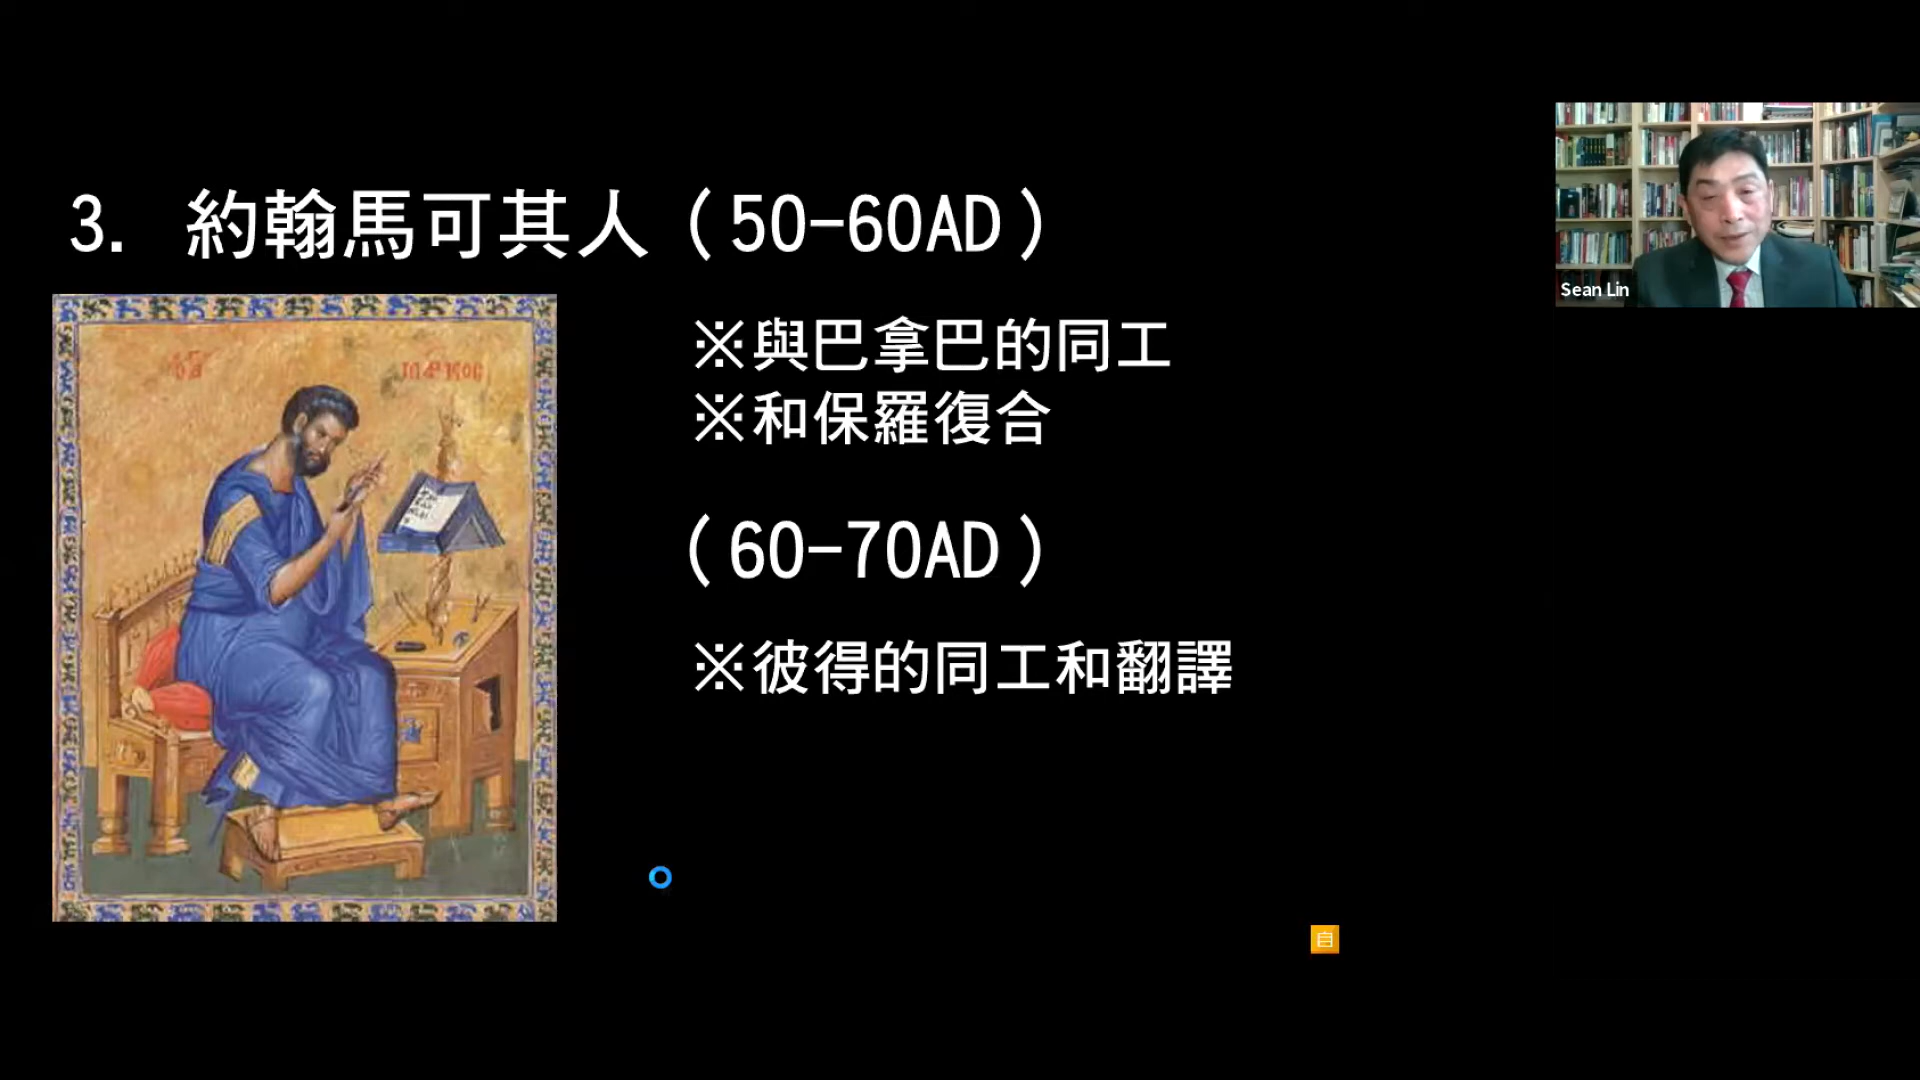 3. 約翰馬可其人（50-60AD）
※與巴拿巴的同工
※和保羅復合
（60-70AD）
※彼得的同工和翻譯
Sean Lin
自